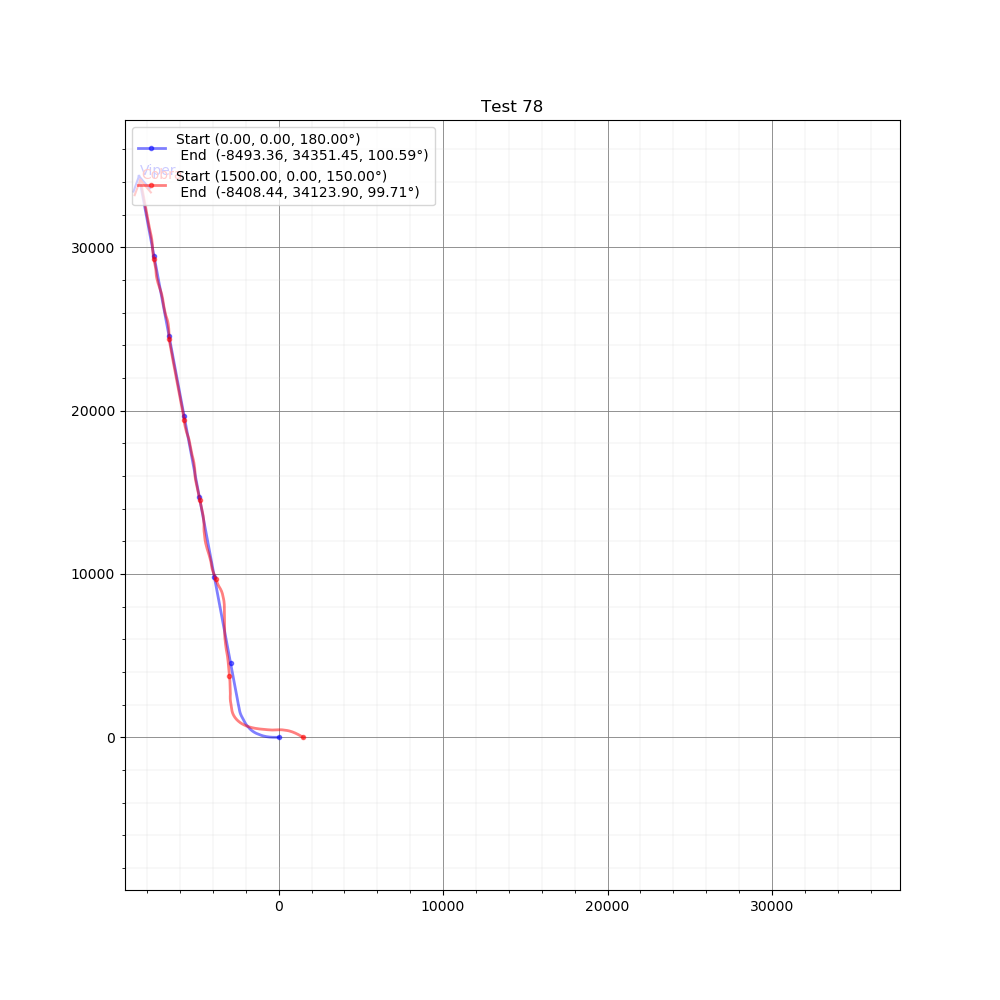 Test 78
Start (0.00, 0.00, 180.00°)
End (-8493.36, 34351.45, 100.59°)
Viper
Start (1500.00, 0.00, 150.00°)
End (-8408.44, 34123.90, 99.71°)
30000
20000
10000
0
0
10000
20000
30000